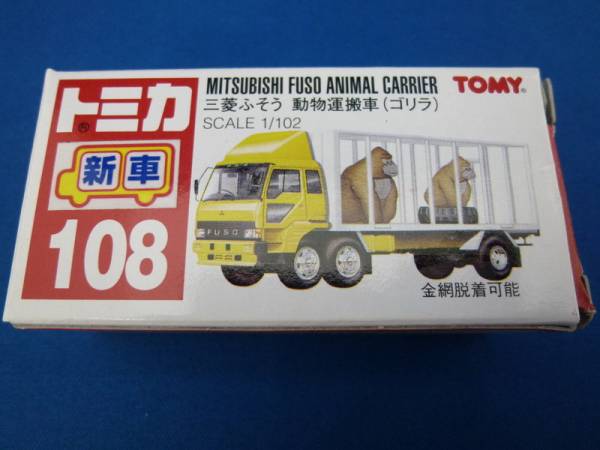 トミカ®
新車
108
MITSUBISHI FUSO ANIMAL CARRIER
TOMY®
三菱ふそう 動物運搬車(ゴリラ)
SCALE 1/102
FUSO
金網脱着可能